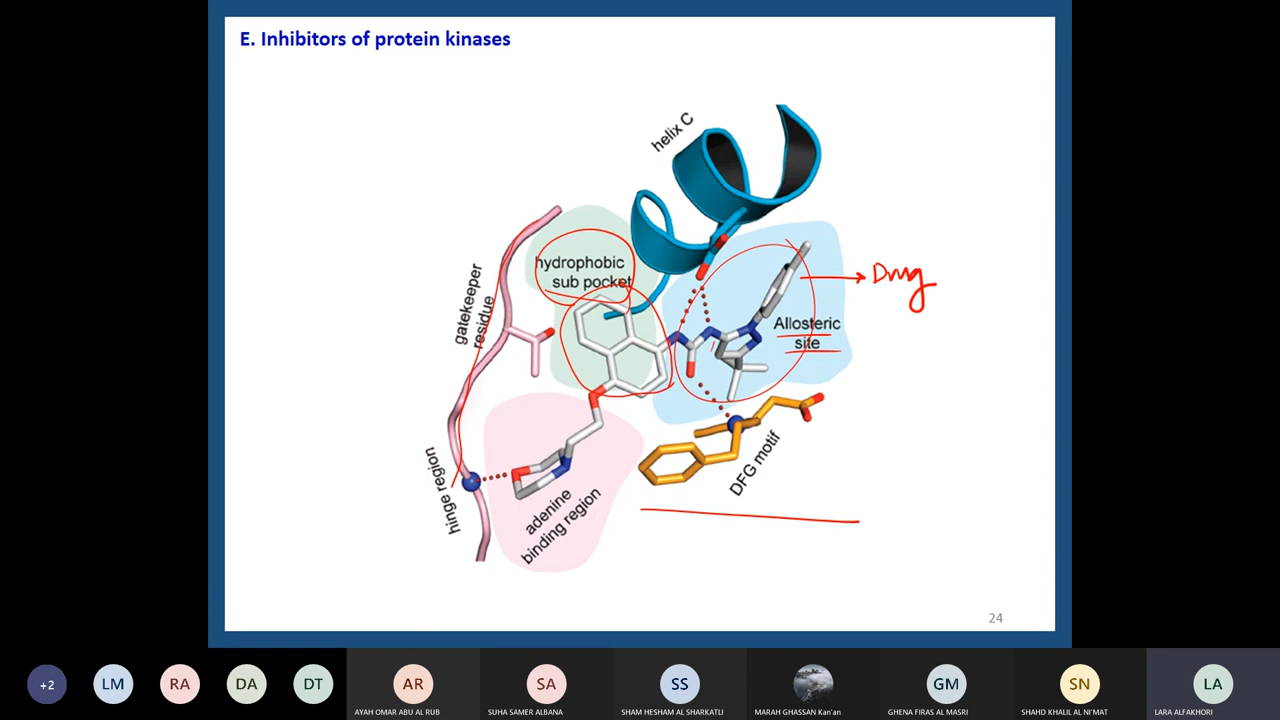 E. Inhibitors of protein kinases
helix C
hydrophobic
sub pocket
gatekeeper
residue
Drug
Allosteric
site
hinge region
adenine
binding region
DFG motif
24
+2
LM
RA
DA
DT
AR
AYAH OMAR ABU AL RUB
SA
SUHA SAMER ALBANA
SS
SHAM HESHAM AL SHARKATLI
MARAH GHASSAN Kan'an
GM
GHENA FIRAS AL MASRI
SN
SHAHD KHALIL AL NI'MAT
LA
LARA ALFAKHORI